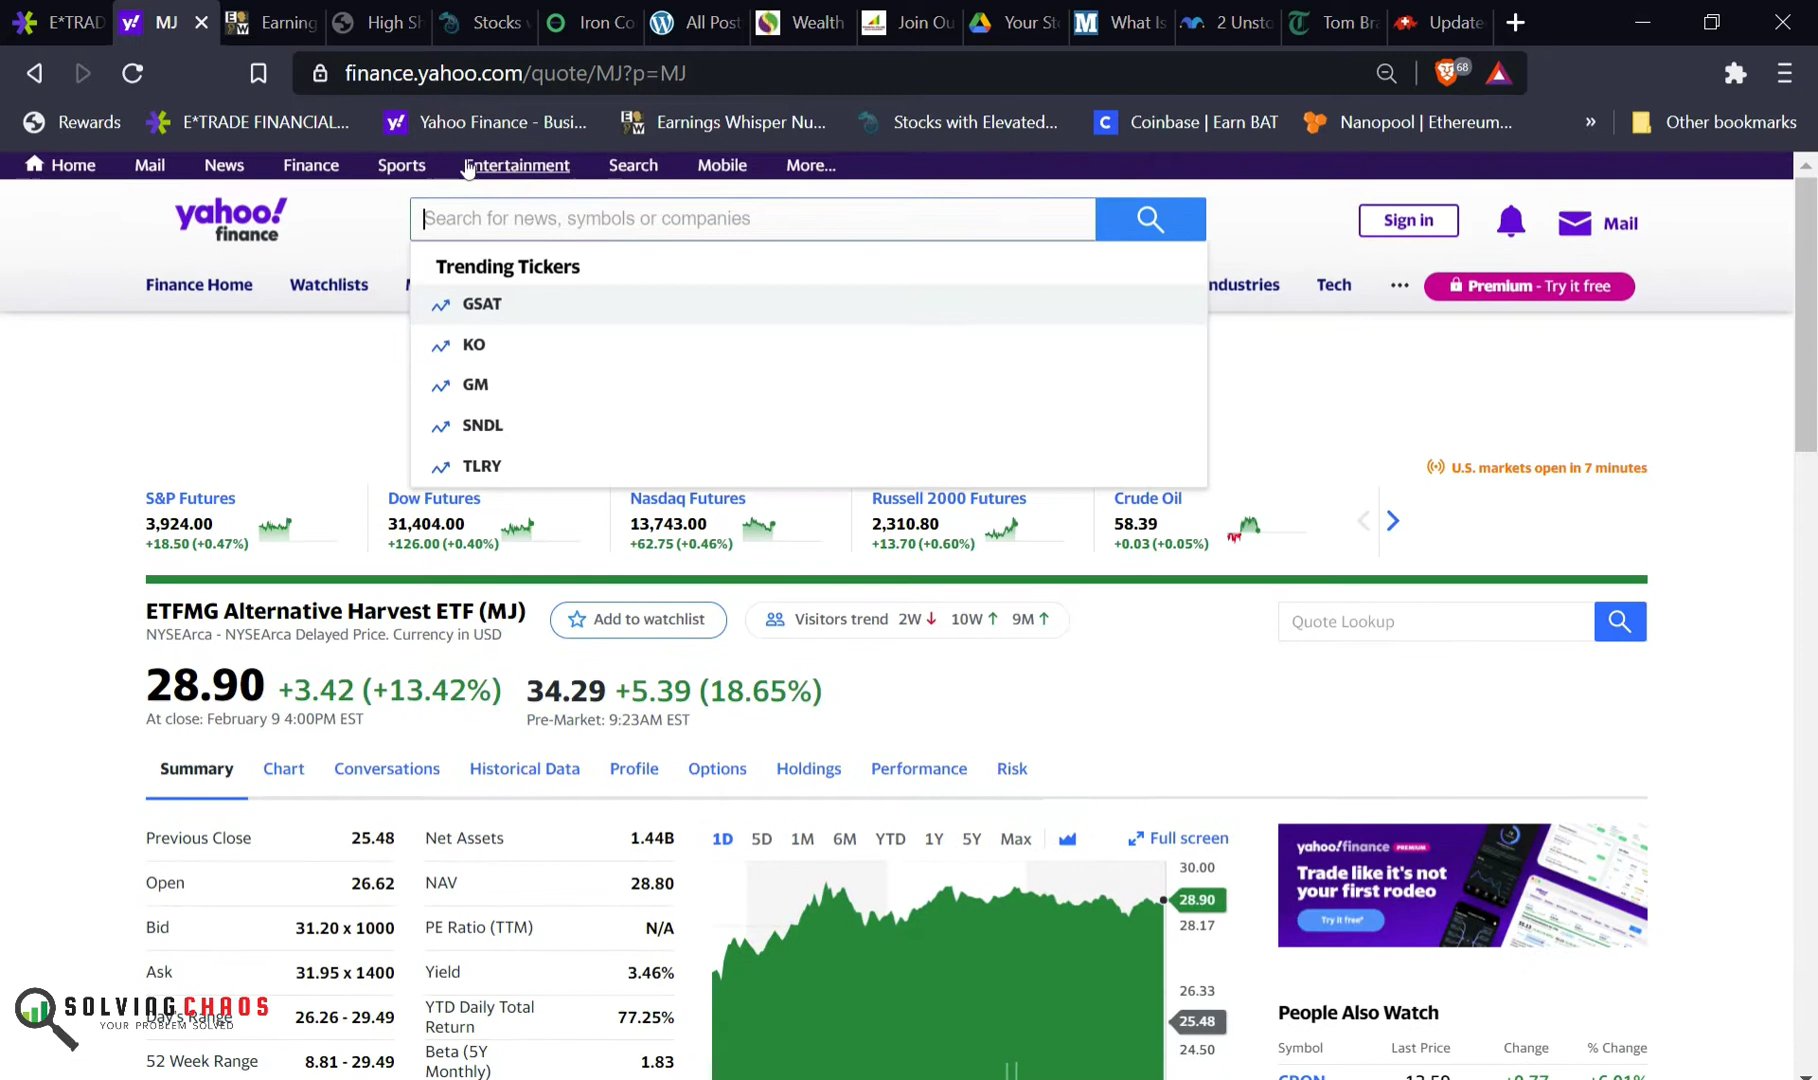 E*TRAD
MJ
Earning
High Sh
Stocks
Iron Co
All Post
Wealth
Join Ou
Your St
What Is
2 Unsto
Tom Bra
Update
finance.yahoo.com/quote/MJ?p=MJ
68
Rewards
E*TRADE FINANCIAL...
Yahoo Finance - Busi...
Earnings Whisper Nu...
Stocks with Elevated...
Coinbase | Earn BAT
Nanopool | Ethereum...
»
Other bookmarks
Home
Mail
News
Finance
Sports
Entertainment
Search
Mobile
More...
yahoo!
finance
Search for news, symbols or companies
Sign in
Mail
Trending Tickers
GSAT
KO
GM
SNDL
TLRY
Finance Home
Watchlists
ndustries
Tech
Premium - Try it free
U.S. markets open in 7 minutes
S&P Futures
3,924.00
+18.50 (+0.47%)
Dow Futures
31,404.00
+126.00 (+0.40%)
Nasdaq Futures
13,743.00
+62.75 (+0.46%)
Russell 2000 Futures
2,310.80
+13.70 (+0.60%)
Crude Oil
58.39
+0.03 (+0.05%)
ETFMG Alternative Harvest ETF (MJ)
NYSEArca - NYSEArca Delayed Price. Currency in USD
Add to watchlist
Visitors trend 2W 10W 9M
Quote Lookup
28.90 +3.42 (+13.42%)
At close: February 9 4:00PM EST
34.29 +5.39 (18.65%)
Pre-Market: 9:23AM EST
Summary
Chart
Conversations
Historical Data
Profile
Options
Holdings
Performance
Risk
Previous Close 25.48
Open 26.62
Bid 31.20 x 1000
Ask 31.95 x 1400
Day's Range 26.26 - 29.49
52 Week Range 8.81 - 29.49
Net Assets 1.44B
NAV 28.80
PE Ratio (TTM) N/A
Yield 3.46%
YTD Daily Total
Return 77.25%
Beta (5Y
Monthly) 1.83
1D 5D 1M 6M YTD 1Y 5Y Max
Full screen
30.00
28.90
28.17
26.33
25.48
24.50
yahoo!finance PREMIUM
Trade like it's not
your first rodeo
Try it free*
People Also Watch
Symbol Last Price Change % Change
SOLVINGCHAOS
YOUR PROBLEM SOLVED